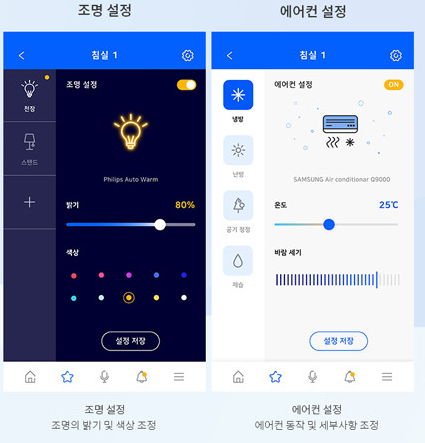 조명 설정
에어컨 설정
침실 1
조명 설정
천장
스탠드
Philips Auto Warm
밝기
80%
색상
설정 저장
침실 1
에어컨 설정
ON
냉방
난방
공기 청정
제습
SAMSUNG Air conditionar Q9000
온도
25℃
바람 세기
설정 저장
조명 설정
조명의 밝기 및 색상 조정
에어컨 설정
에어컨 동작 및 세부사항 조정